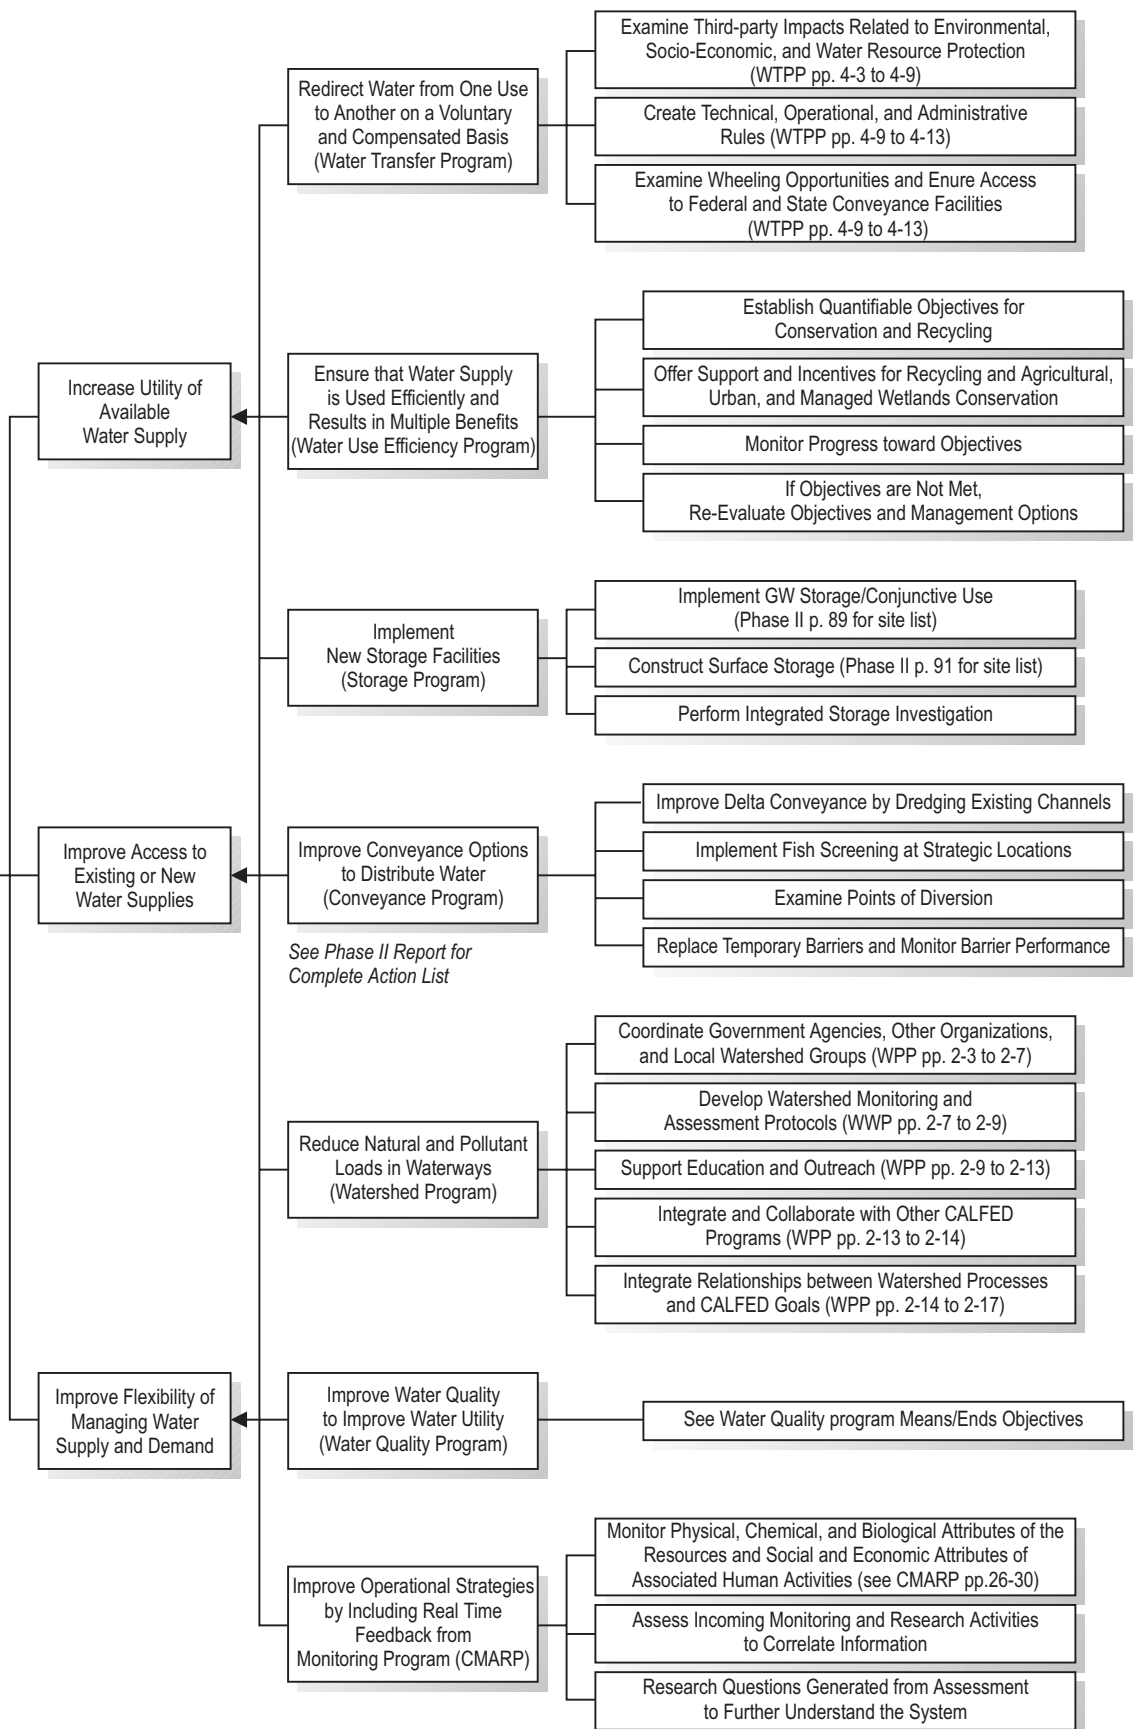 Examine Third-party Impacts Related to Environmental,
Socio-Economic, and Water Resource Protection
(WTPP pp. 4-3 to 4-9)
Redirect Water from One Use
to Another on a Voluntary
and Compensated Basis
(Water Transfer Program)
Create Technical, Operational, and Administrative
Rules (WTPP pp. 4-9 to 4-13)
Examine Wheeling Opportunities and Enure Access
to Federal and State Conveyance Facilities
(WTPP pp. 4-9 to 4-13)
Increase Utility of
Available
Water Supply
Ensure that Water Supply
is Used Efficiently and
Results in Multiple Benefits
(Water Use Efficiency Program)
Establish Quantifiable Objectives for
Conservation and Recycling
Offer Support and Incentives for Recycling and Agricultural,
Urban, and Managed Wetlands Conservation
Monitor Progress toward Objectives
If Objectives are Not Met,
Re-Evaluate Objectives and Management Options
Implement
New Storage Facilities
(Storage Program)
Implement GW Storage/Conjunctive Use
(Phase II p. 89 for site list)
Construct Surface Storage (Phase II p. 91 for site list)
Perform Integrated Storage Investigation
Improve Access to
Existing or New
Water Supplies
Improve Conveyance Options
to Distribute Water
(Conveyance Program)
See Phase II Report for
Complete Action List
Improve Delta Conveyance by Dredging Existing Channels
Implement Fish Screening at Strategic Locations
Examine Points of Diversion
Replace Temporary Barriers and Monitor Barrier Performance
Reduce Natural and Pollutant
Loads in Waterways
(Watershed Program)
Coordinate Government Agencies, Other Organizations,
and Local Watershed Groups (WPP pp. 2-3 to 2-7)
Develop Watershed Monitoring and
Assessment Protocols (WWP pp. 2-7 to 2-9)
Support Education and Outreach (WPP pp. 2-9 to 2-13)
Integrate and Collaborate with Other CALFED
Programs (WPP pp. 2-13 to 2-14)
Integrate Relationships between Watershed Processes
and CALFED Goals (WPP pp. 2-14 to 2-17)
Improve Flexibility of
Managing Water
Supply and Demand
Improve Water Quality
to Improve Water Utility
(Water Quality Program)
See Water Quality program Means/Ends Objectives
Improve Operational Strategies
by Including Real Time
Feedback from
Monitoring Program (CMARP)
Monitor Physical, Chemical, and Biological Attributes of the
Resources and Social and Economic Attributes of
Associated Human Activities (see CMARP pp.26-30)
Assess Incoming Monitoring and Research Activities
to Correlate Information
Research Questions Generated from Assessment
to Further Understand the System